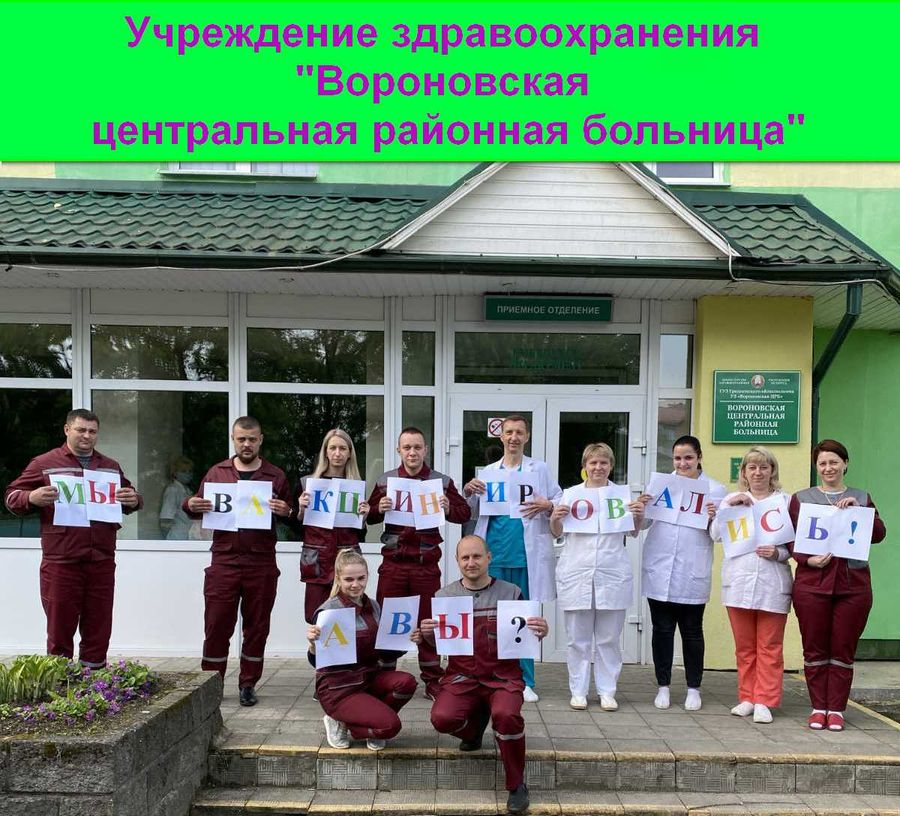 Учреждение здравоохранения
"Вороновская
центральная районная больница"
ПРИЕМНОЕ ОТДЕЛЕНИЕ
ВОРОНОВСКАЯ
ЦЕНТРАЛЬНАЯ
РАЙОННАЯ
БОЛЬНИЦА
МЫ ВАКЦИНИРОВАЛИСЬ!
А ВЫ?